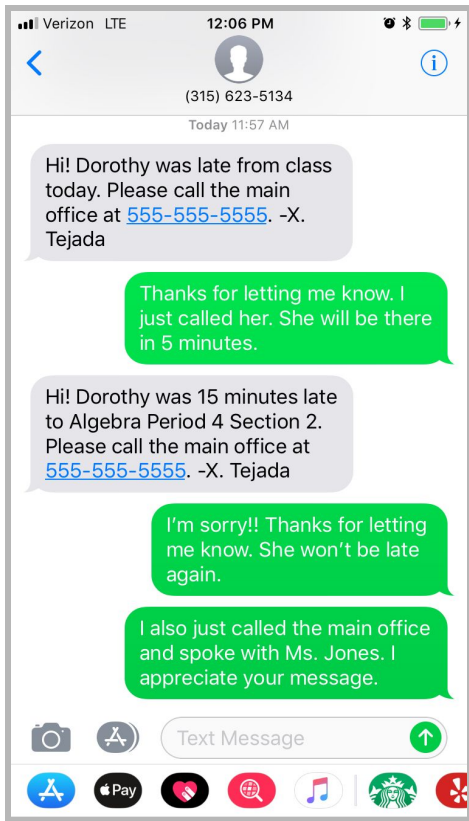 Verizon LTE 12:06 PM
(315) 623-5134
Today 11:57 AM
Hi! Dorothy was late from class
today. Please call the main
office at 555-555-5555. -X.
Tejada
Thanks for letting me know. I
just called her. She will be there
in 5 minutes.
Hi! Dorothy was 15 minutes late
to Algebra Period 4 Section 2.
Please call the main office at
555-555-5555. -X. Tejada
I’m sorry!! Thanks for letting
me know. She won’t be late
again.
I also just called the main office
and spoke with Ms. Jones. I
appreciate your message.
Text Message
Pay